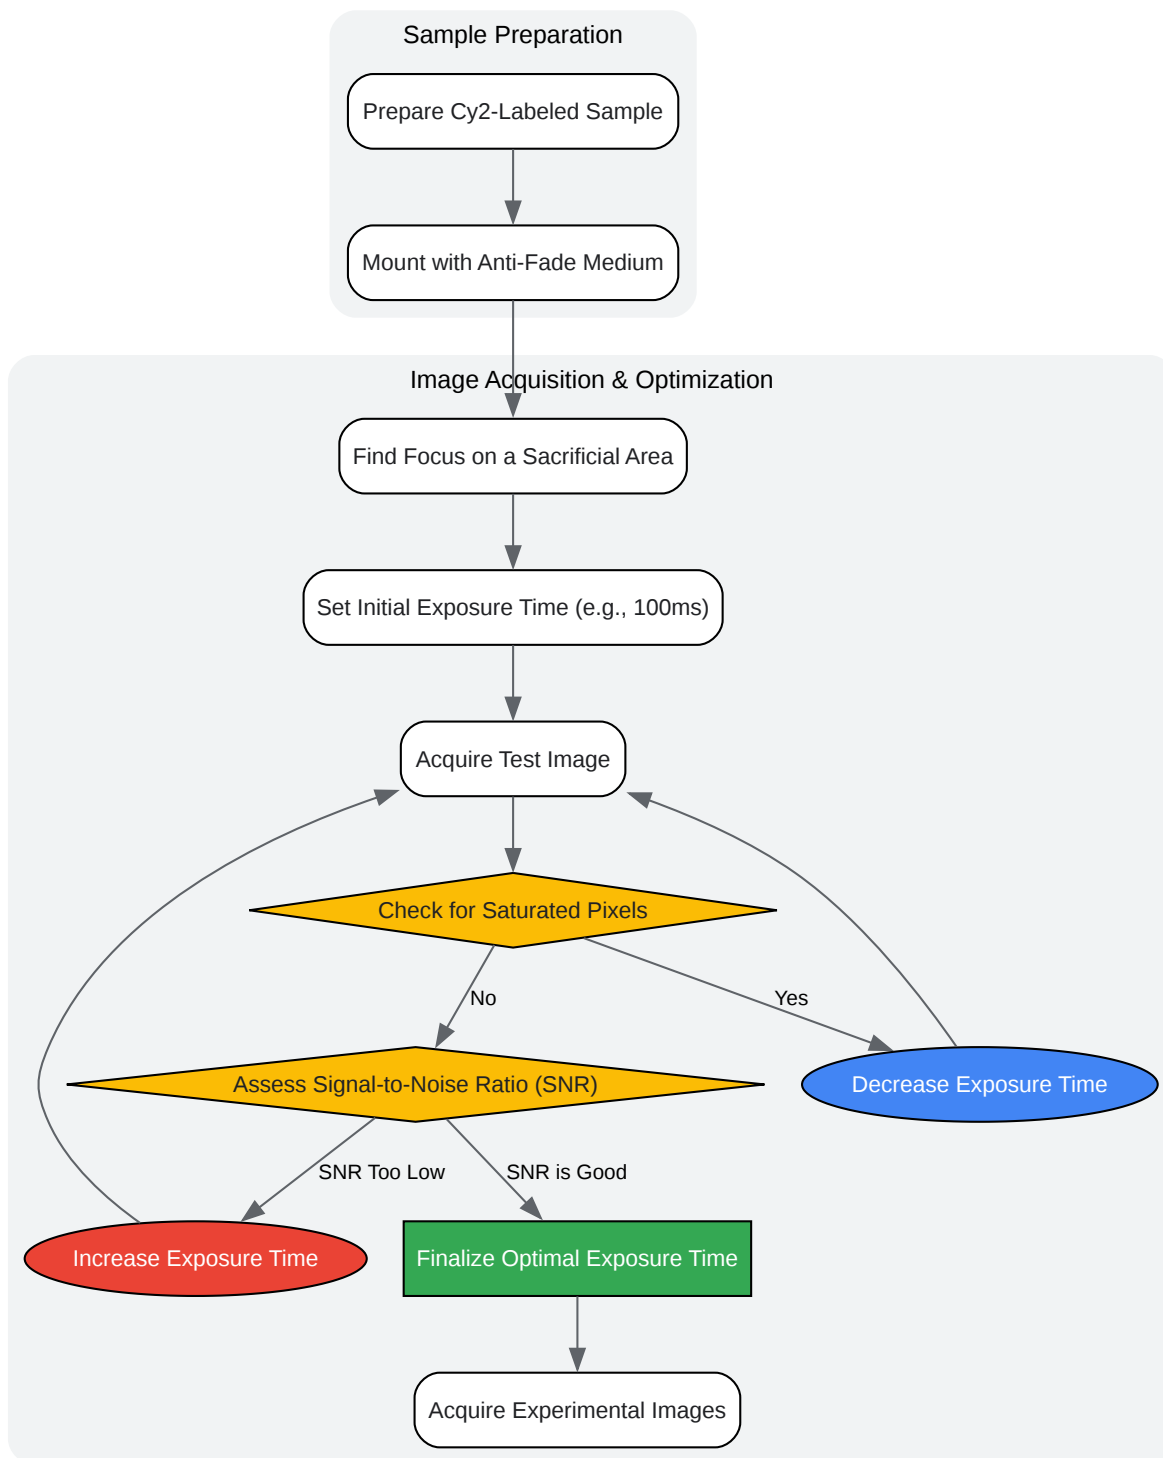 Sample Preparation
Prepare Cy2-Labeled Sample
Mount with Anti-Fade Medium
Image Acquisition & Optimization
Find Focus on a Sacrificial Area
Set Initial Exposure Time (e.g., 100ms)
Acquire Test Image
Check for Saturated Pixels
No
Yes
Assess Signal-to-Noise Ratio (SNR)
Decrease Exposure Time
SNR Too Low
SNR is Good
Increase Exposure Time
Finalize Optimal Exposure Time
Acquire Experimental Images